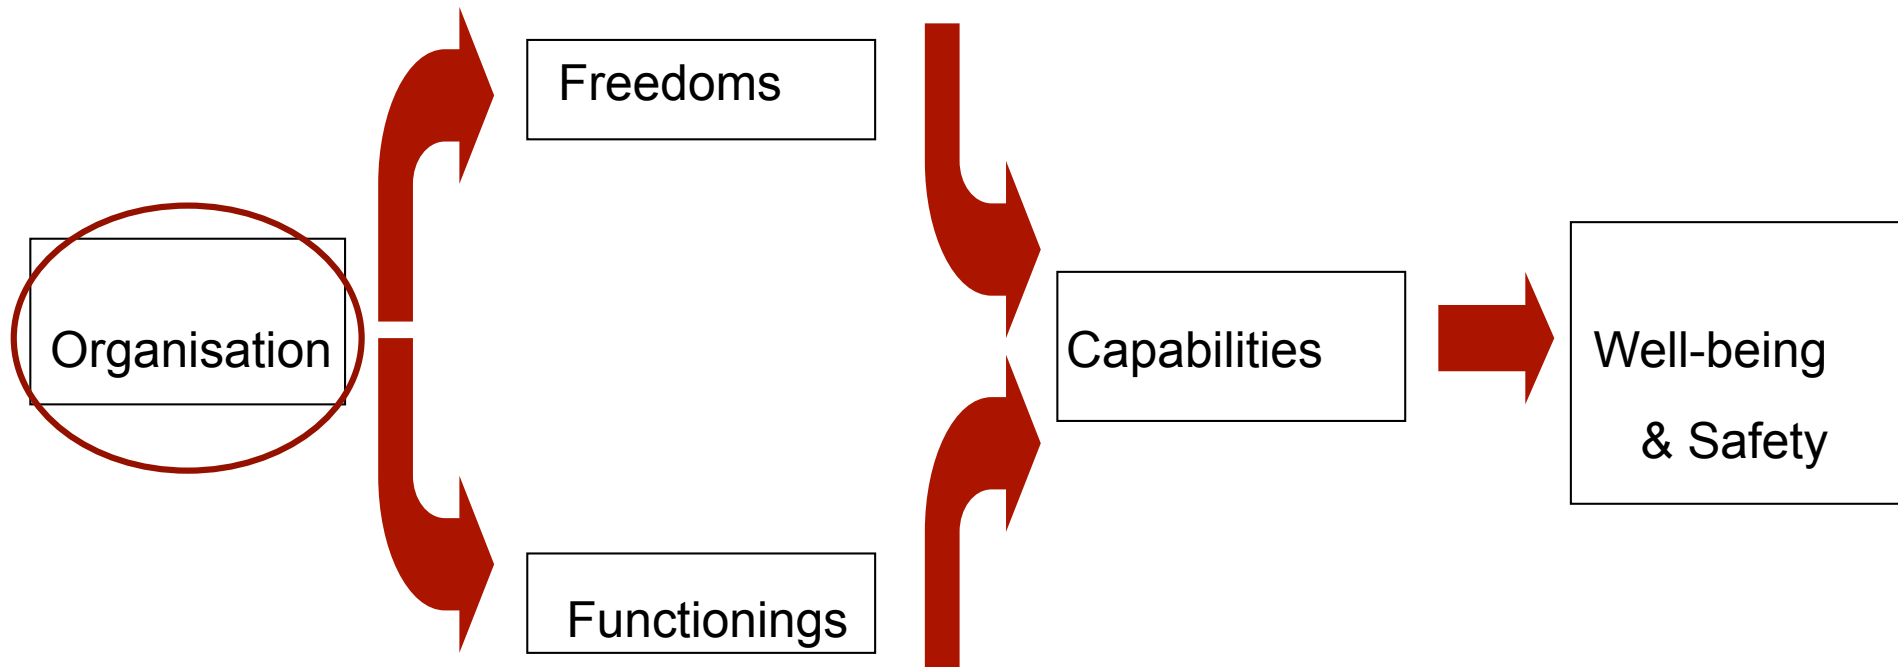 Freedoms
Organisation
Capabilities
Well-being
& Safety
Functionings